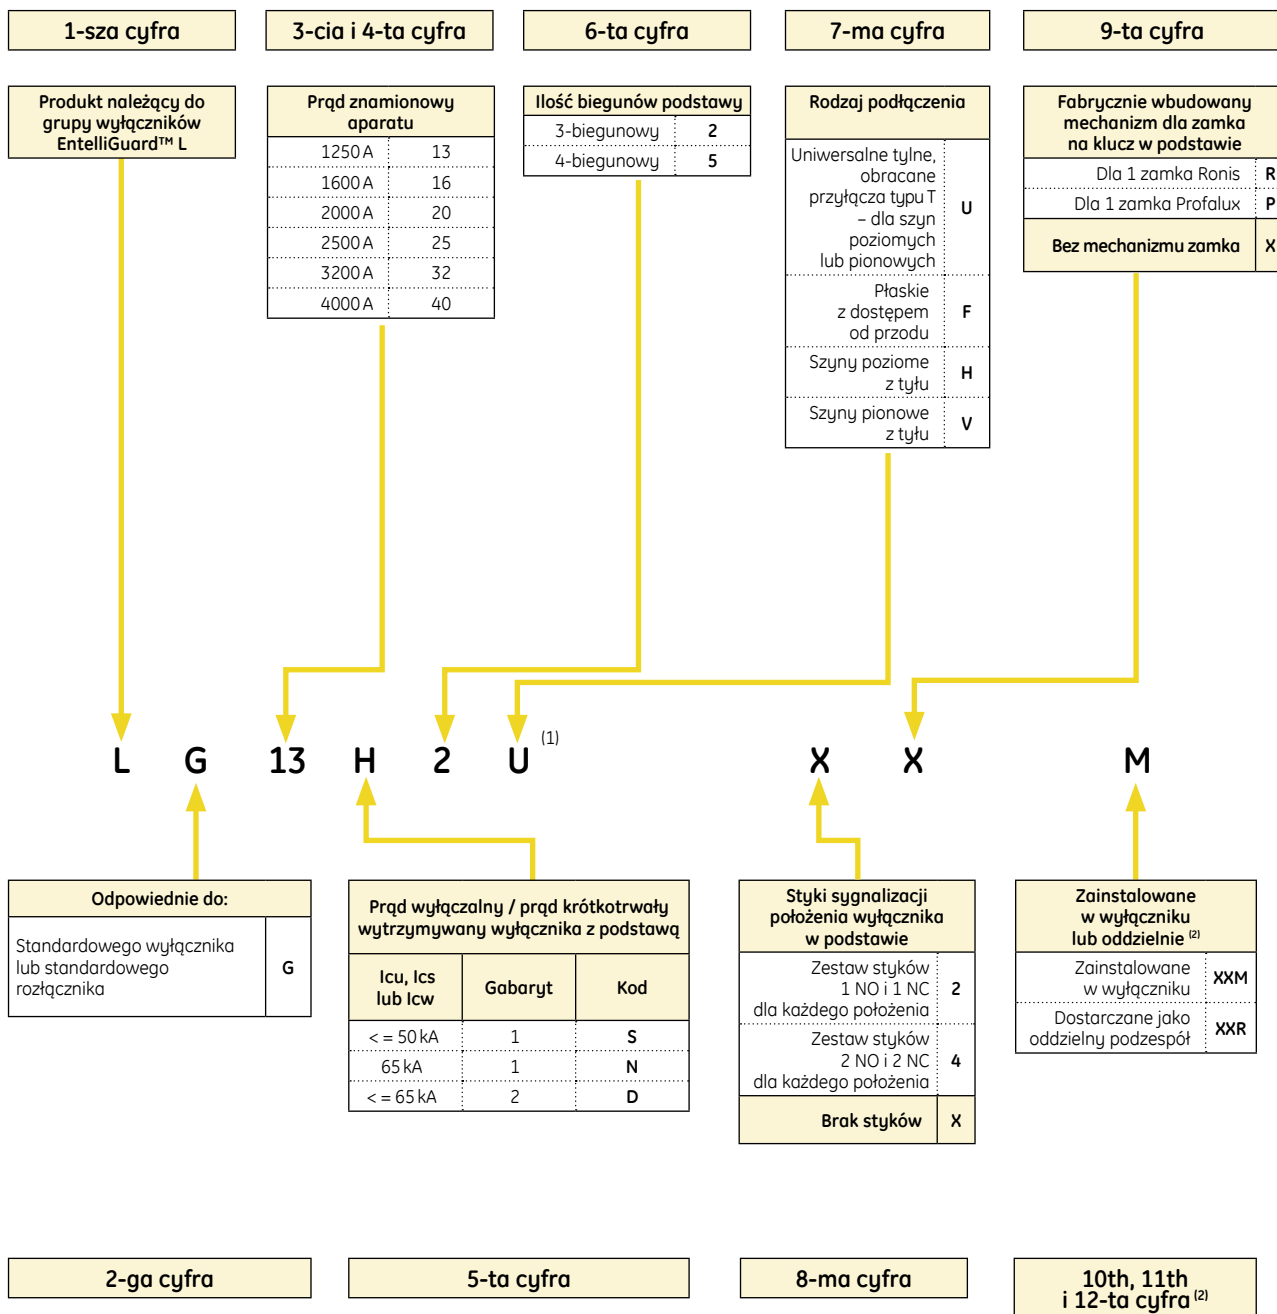 1-sza cyfra
3-cia i 4-ta cyfra
6-ta cyfra
7-ma cyfra
9-ta cyfra
Produkt należący do
grupy wyłączników
EntelliGuard™ L
Prąd znamionowy
aparatu
1250 A 13
1600 A 16
2000 A 20
2500 A 25
3200 A 32
4000 A 40
Ilość biegunów podstawy
3-biegunowy 2
4-biegunowy 5
Rodzaj podłączenia
Uniwersalne tylne,
obracane
przyłącza typu T
– dla szyn
poziomych
lub pionowych
U
Płaskie
z dostępem
od przodu
F
Szyny poziome
z tyłu
H
Szyny pionowe
z tyłu
V
Fabrycznie wbudowany
mechanizm dla zamka
na klucz w podstawie
Dla 1 zamka Ronis R
Dla 1 zamka Profalux P
Bez mechanizmu zamka X
L G 13 H 2 U (1) X X M
Odpowiednie do:
Standardowego wyłącznika
lub standardowego
rozłącznika
G
Prąd wyłączalny / prąd krótkotrwały
wytrzymywany wyłącznika z podstawą
Icu, Ics
lub Icw
Gabaryt
Kod
< = 50 kA 1 S
65 kA 1 N
< = 65 kA 2 D
Styki sygnalizacji
położenia wyłącznika
w podstawie
Zestaw styków
1 NO i 1 NC
dla każdego położenia
2
Zestaw styków
2 NO i 2 NC
dla każdego położenia
4
Brak styków X
Zainstalowane
w wyłączniku
lub oddzielnie (2)
Zainstalowane
w wyłączniku
XXM
Dostarczane jako
oddzielny podzespół
XXR
2-ga cyfra
5-ta cyfra
8-ma cyfra
10th, 11th
i 12-ta cyfra (2)